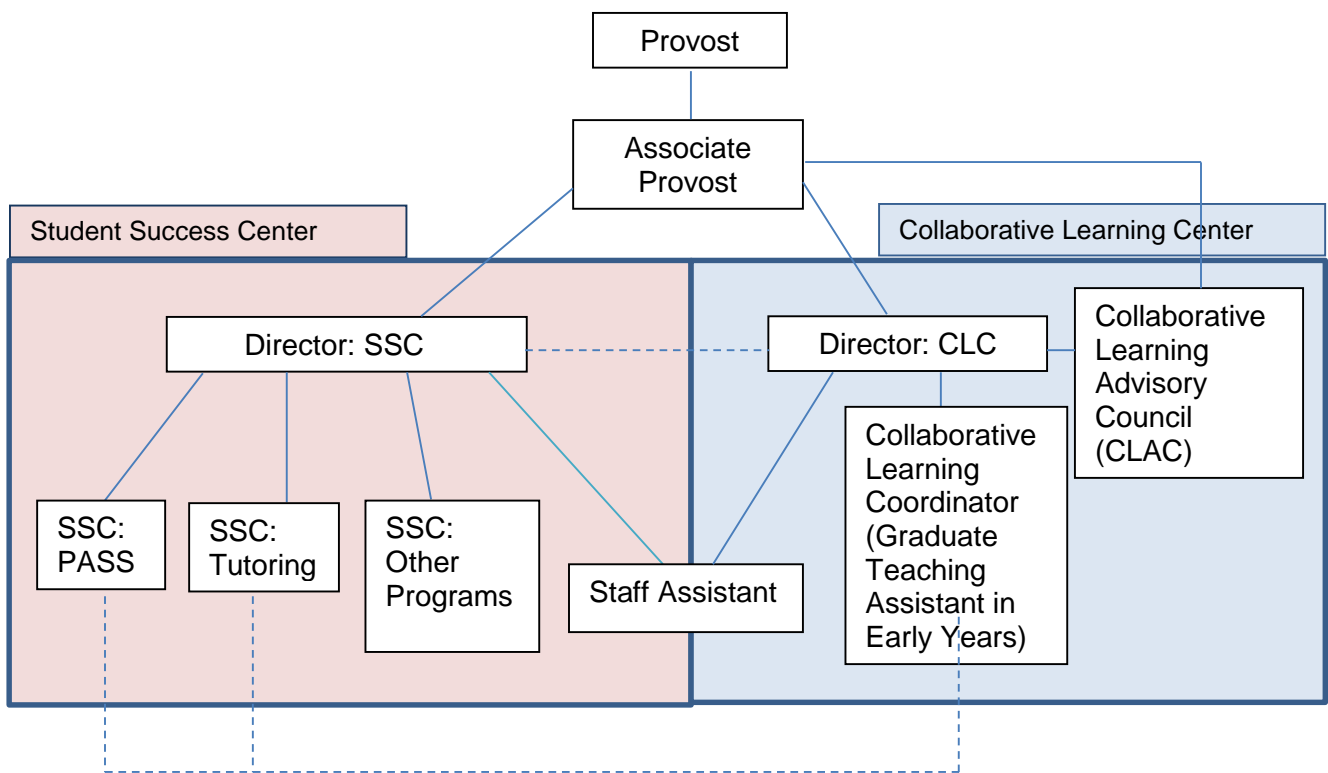 Provost
Associate
Provost
Student Success Center
Collaborative Learning Center
Director: SSC
Director: CLC
Collaborative
Learning
Advisory
Council
(CLAC)
SSC:
PASS
SSC:
Tutoring
SSC:
Other
Programs
Staff Assistant
Collaborative
Learning
Coordinator
(Graduate
Teaching
Assistant in
Early Years)